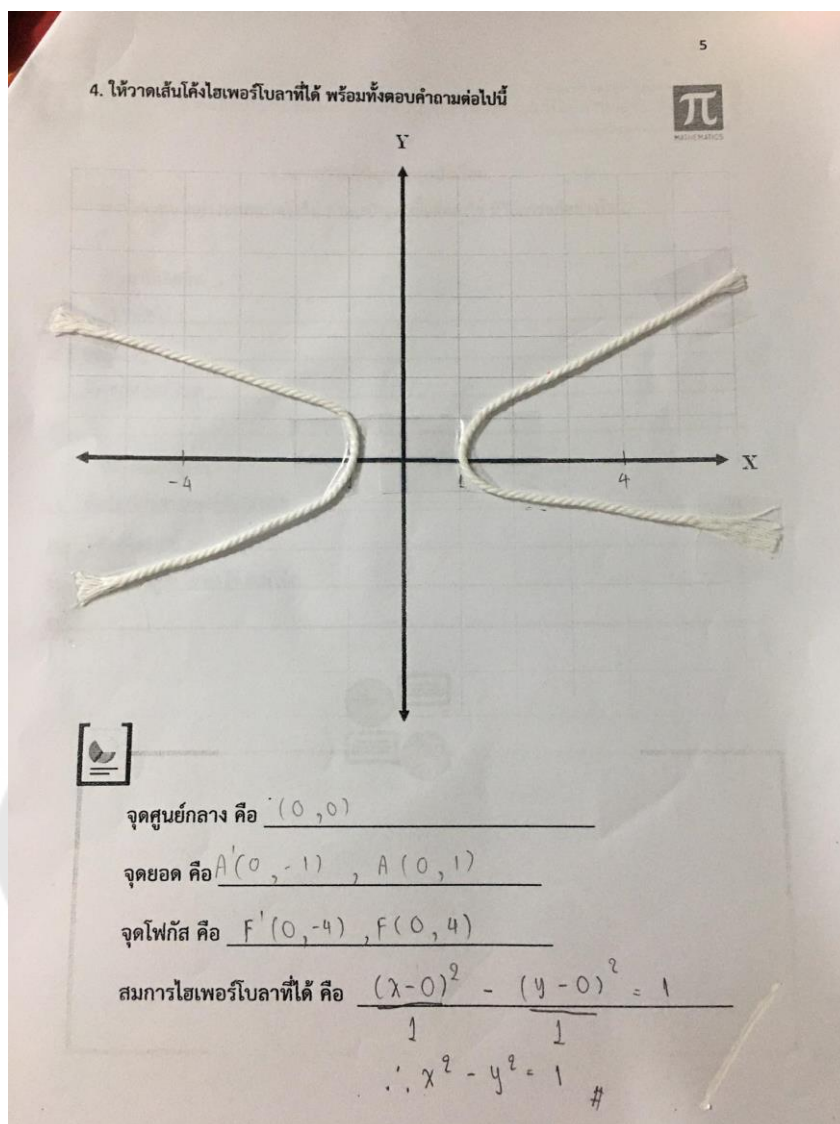 5
4. ให้วาดเส้นโค้งไฮเพอร์โบลาที่ได้ พร้อมทั้งตอบคำถามต่อไปนี้
π
MATHEMATICS
Y
X
-4
1
4
จุดศูนย์กลาง คือ (0,0)
จุดยอด คือ A'(0,-1) , A(0,1)
จุดโฟกัส คือ F'(0,-4) , F(0,4)
สมการไฮเพอร์โบลาที่ได้ คือ (x-0)² - (y-0)² = 1
1 1
∴ x² - y² = 1 #